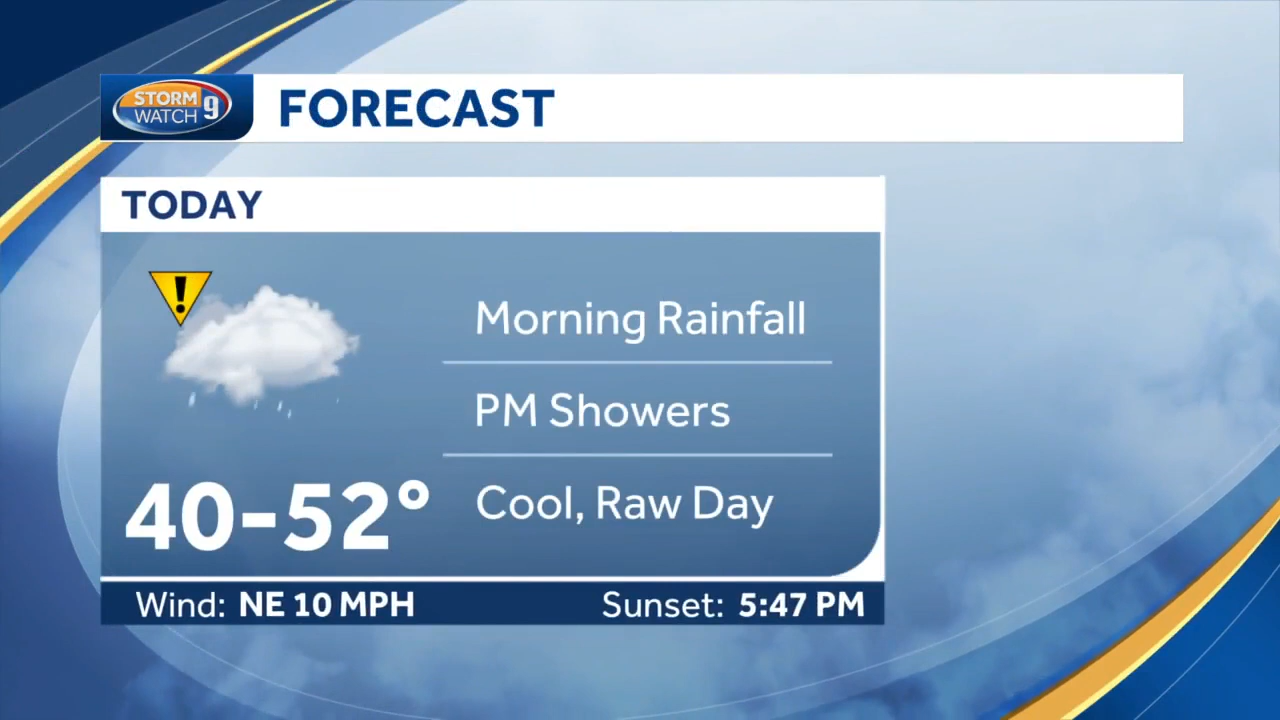 STORM
WATCH 9
FORECAST
TODAY
!
Morning Rainfall
PM Showers
Cool, Raw Day
40-52°
Wind: NE 10 MPH
Sunset: 5:47 PM